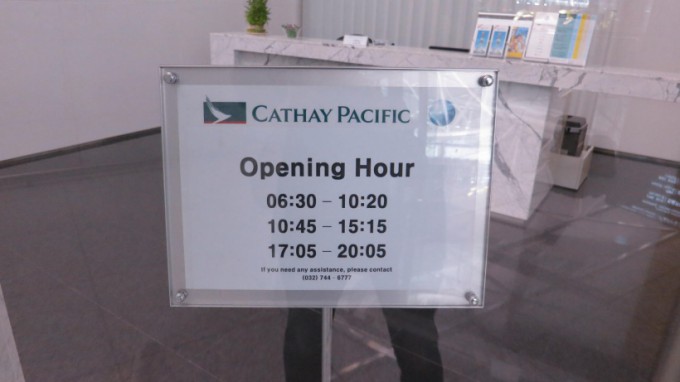 CATHAY PACIFIC
Opening Hour
06:30 – 10:20
10:45 – 15:15
17:05 – 20:05
If you need any assistance, please contact
(032) 744 - 6777